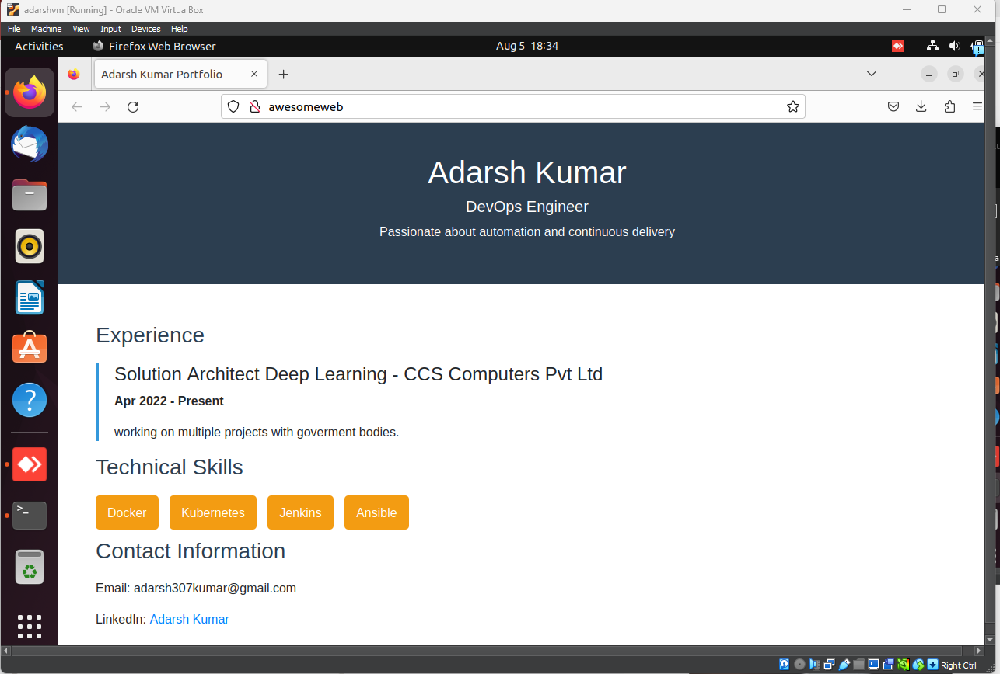 adarshvm [Running] - Oracle VM VirtualBox
File Machine View Input Devices Help
Activities Firefox Web Browser Aug 5 18:34
Adarsh Kumar Portfolio
awesomeweb
Adarsh Kumar
DevOps Engineer
Passionate about automation and continuous delivery
Experience
Solution Architect Deep Learning - CCS Computers Pvt Ltd
Apr 2022 - Present
working on multiple projects with goverment bodies.
Technical Skills
Docker Kubernetes Jenkins Ansible
Contact Information
Email: adarsh307kumar@gmail.com
LinkedIn: Adarsh Kumar
Right Ctrl